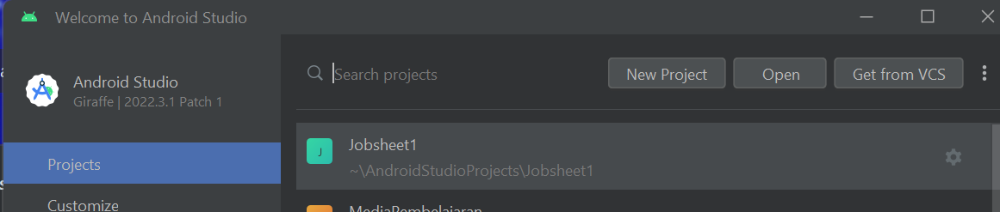 Welcome to Android Studio
Android Studio
Giraffe | 2022.3.1 Patch 1
Projects
Customize
Search projects
New Project
Open
Get from VCS
J
Jobsheet1
~\AndroidStudioProjects\Jobsheet1
MediaPembelajaran